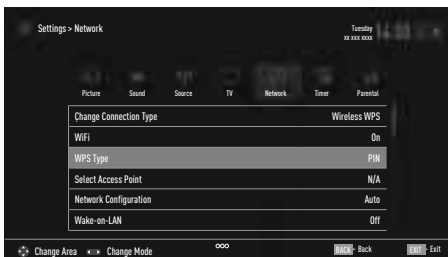 Settings > Network
Tuesday
xx xxx xxxx
Picture Sound Source TV Network Timer Parental
Change Connection Type Wireless WPS
WiFi On
WPS Type PIN
Select Access Point N/A
Network Configuration Auto
Wake-on-LAN Off
Change Area Change Mode BACK - Back EXIT - Exit